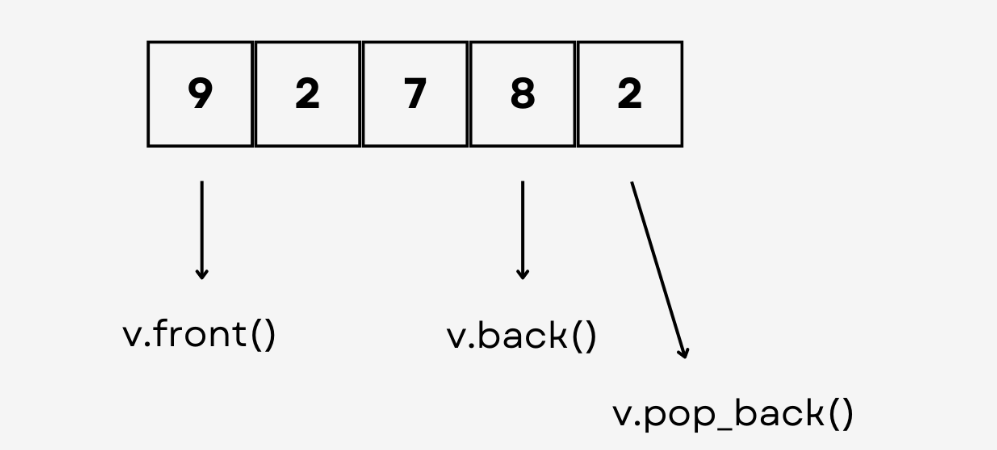 9 2 7 8 2
v.front() v.back()
v.pop_back()